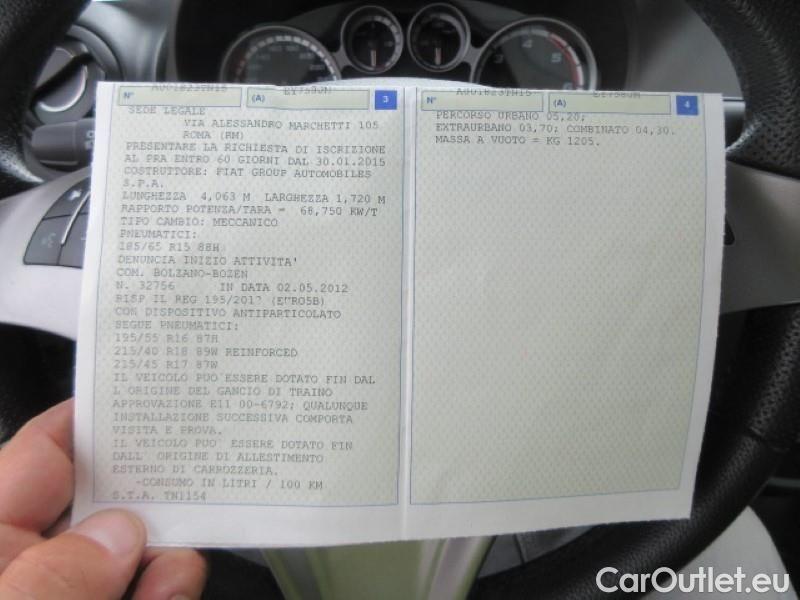 N° A001823TN15 (A) EY759JM 3
SEDE LEGALE
VIA ALESSANDRO MARCHETTI 105
ROMA (RM)
PRESENTARE LA RICHIESTA DI ISCRIZIONE
AL PRA ENTRO 60 GIORNI DAL 30.01.2015
COSTRUTTORE: FIAT GROUP AUTOMOBILES
S.P.A.
LUNGHEZZA 4,063 M LARGHEZZA 1,720 M
RAPPORTO POTENZA/TARA = 68,750 KW/T
TIPO CAMBIO: MECCANICO
PNEUMATICI:
185/65 R15 88H
DENUNCIA INIZIO ATTIVITA'
COM. BOLZANO-BOZEN
N. 32756 IN DATA 02.05.2012
RISP IL REG 195/2013 (EURO5B)
CON DISPOSITIVO ANTIPARTICOLATO
SEGUE PNEUMATICI:
195/55 R16 87H
215/40 R18 89W REINFORCED
215/45 R17 87W
IL VEICOLO PUO'ESSERE DOTATO FIN DAL
L'ORIGINE DEL GANCIO DI TRAINO
APPROVAZIONE E11 00-6792; QUALUNQUE
INSTALLAZIONE SUCCESSIVA COMPORTA
VISITA E PROVA.
IL VEICOLO PUO' ESSERE DOTATO FIN
DALL' ORIGINE DI ALLESTIMENTO
ESTERNO DI CARROZZERIA.
-CONSUMO IN LITRI / 100 KM
S.T.A. TN1154
N° A001823TN15 (A) 4
PERCORSO URBANO 05,20;
EXTRAURBANO 03,70; COMBINATO 04,30.
MASSA A VUOTO = KG 1205.
CarOutlet.eu